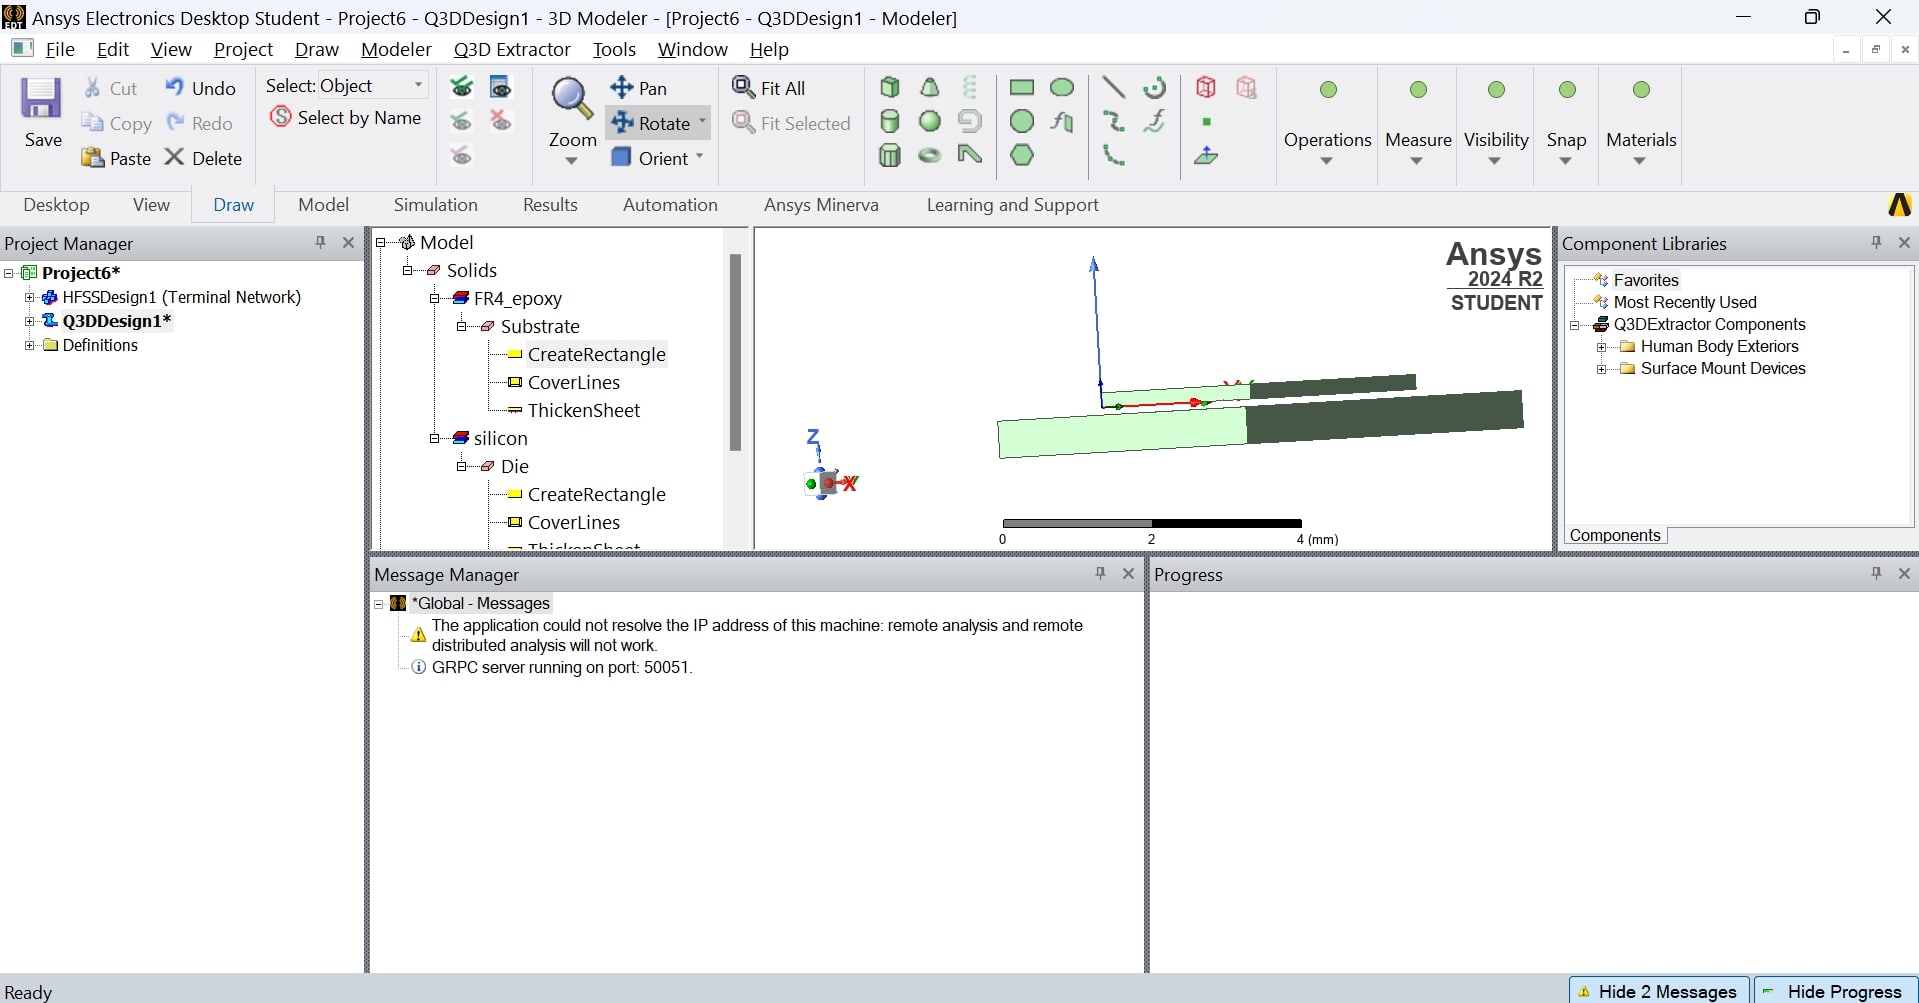 Ansys Electronics Desktop Student - Project6 - Q3DDesign1 - 3D Modeler - [Project6 - Q3DDesign1 - Modeler]
File Edit View Project Draw Modeler Q3D Extractor Tools Window Help
Save
Cut
Copy
Paste
Undo
Redo
Delete
Select: Object
Select by Name
Zoom
Pan
Rotate
Orient
Fit All
Fit Selected
Operations
Measure
Visibility
Snap
Materials
Desktop View Draw Model Simulation Results Automation Ansys Minerva Learning and Support
Project Manager
Project6*
HFSSDesign1 (Terminal Network)
Q3DDesign1*
Definitions
Model
Solids
FR4_epoxy
Substrate
CreateRectangle
CoverLines
ThickenSheet
silicon
Die
CreateRectangle
CoverLines
ThickenSheet
Ansys
2024 R2
STUDENT
Z
X
0 2 4 (mm)
Component Libraries
Favorites
Most Recently Used
Q3DExtractor Components
Human Body Exteriors
Surface Mount Devices
Components
Message Manager
*Global - Messages
The application could not resolve the IP address of this machine: remote analysis and remote
distributed analysis will not work.
GRPC server running on port: 50051.
Progress
Ready
Hide 2 Messages
Hide Progress